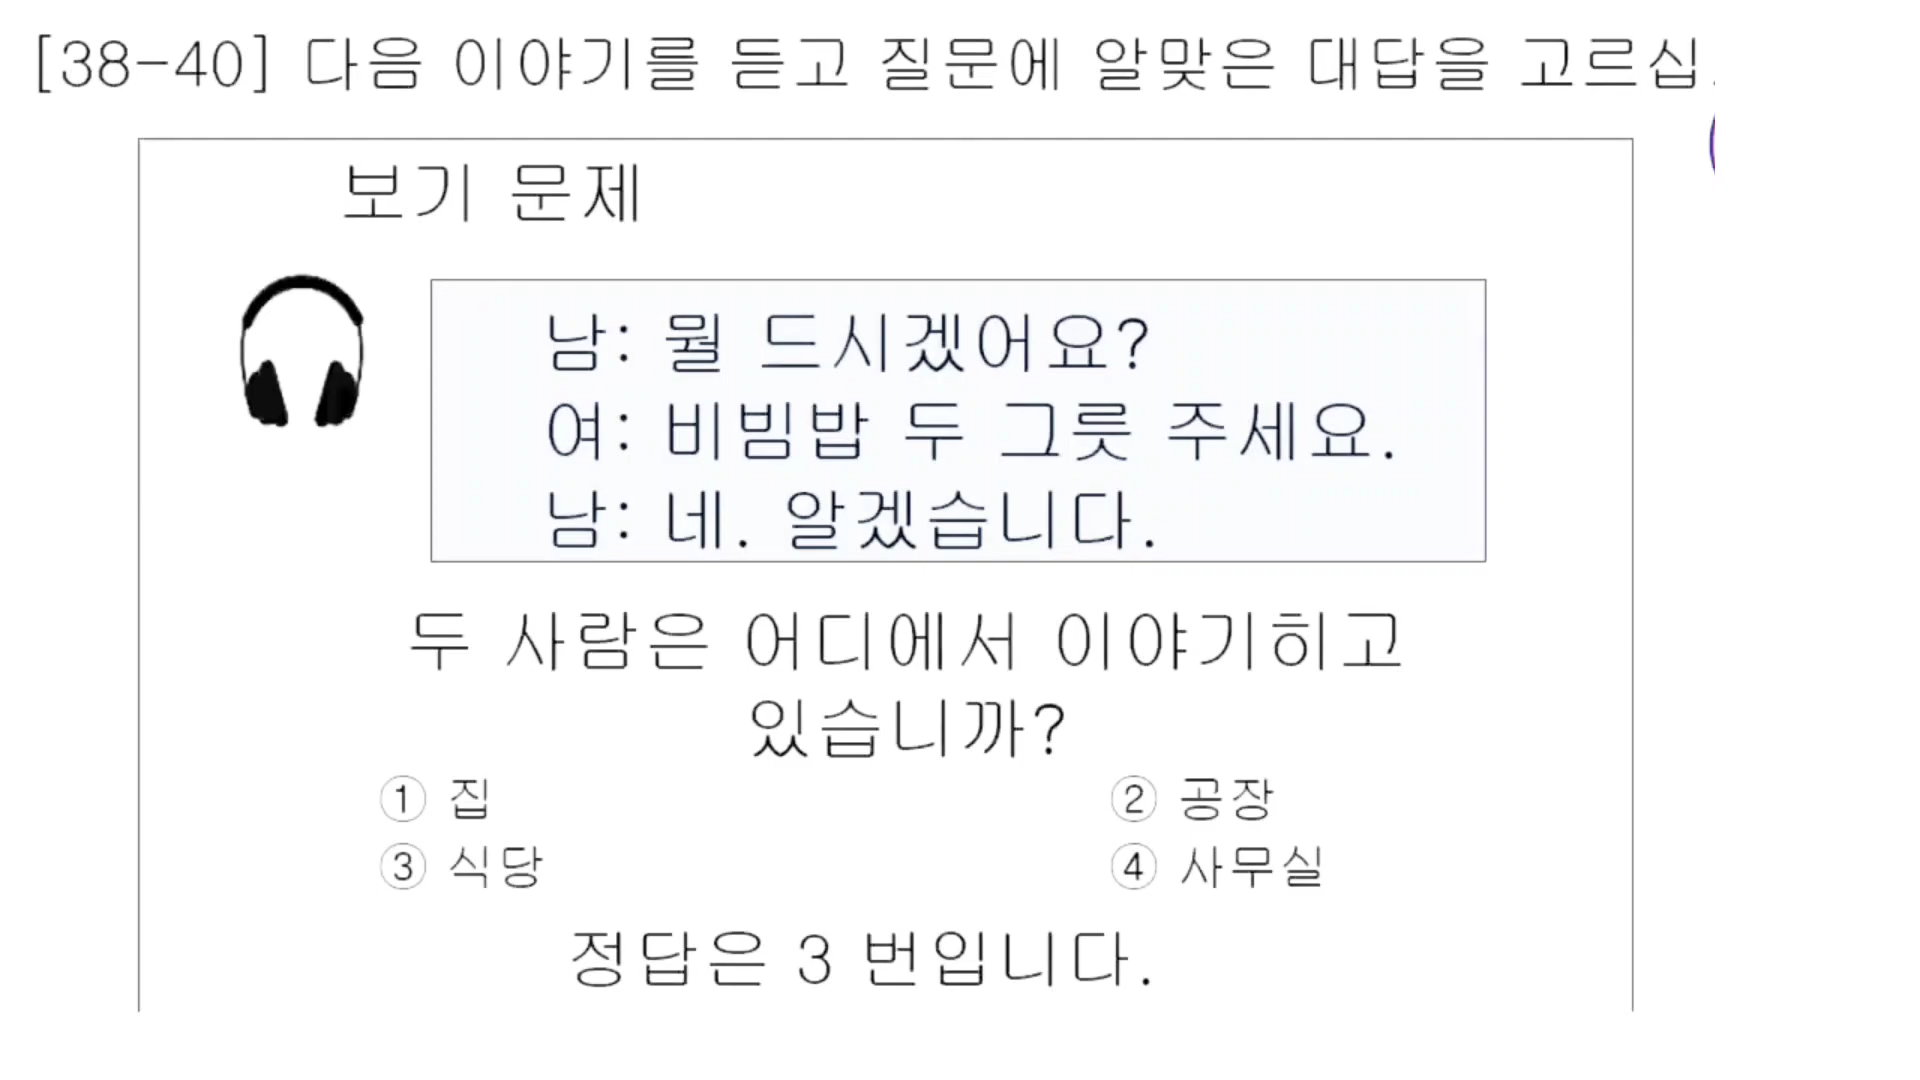 [38-40] 다음 이야기를 듣고 질문에 알맞은 대답을 고르십
보기 문제
남: 뭘 드시겠어요?
여: 비빔밥 두 그릇 주세요.
남: 네. 알겠습니다.
두 사람은 어디에서 이야기히고
있습니까?
① 집 ② 공장
③ 식당 ④ 사무실
정답은 3 번입니다.